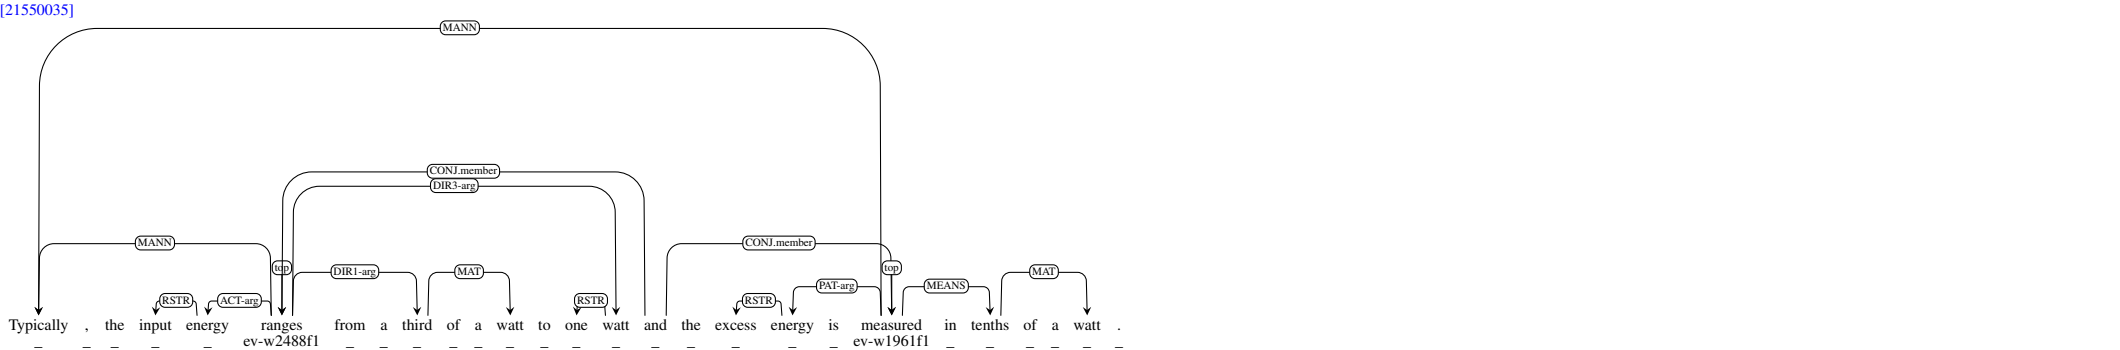 [21550035]
MANN
CONJ.member
DIR3-arg
MANN CONJ.member
top DIR1-arg MAT top MAT
PAT-arg MEANS
RSTR ACT-arg RSTR RSTR
Typically , the input energy ranges from a third of a watt to one watt and the excess energy is measured in tenths of a watt .
_ _ _ _ _ ev-w2488f1 _ _ _ _ _ _ _ _ _ _ _ _ _ _ ev-w1961f1 _ _ _ _ _ _